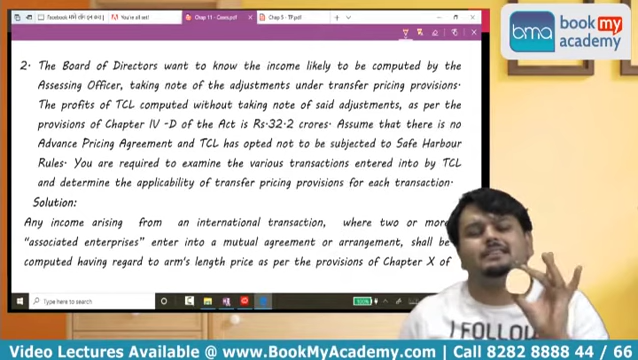 Chap 11 - Cases.pdf
Chap 5 - TP.pdf
You're all set!
bma
book my
academy
2. The Board of Directors want to know the income likely to be computed by the
Assessing Officer, taking note of the adjustments under transfer pricing provisions.
The profits of TCL computed without taking note of said adjustments, as per the
provisions of Chapter IV -D of the Act is Rs.32.2 crores. Assume that there is no
Advance Pricing Agreement and TCL has opted not to be subjected to Safe Harbour
Rules. You are required to examine the various transactions entered into by TCL
and determine the applicability of transfer pricing provisions for each transaction.
Solution:
Any income arising from an international transaction, where two or more
"associated enterprises" enter into a mutual agreement or arrangement, shall be
computed having regard to arm's length price as per the provisions of Chapter X of
I FOLLOW
Type here to search
100%
Video Lectures Available @ www.BookMyAcademy.com | Call 8282 8888 44 / 66